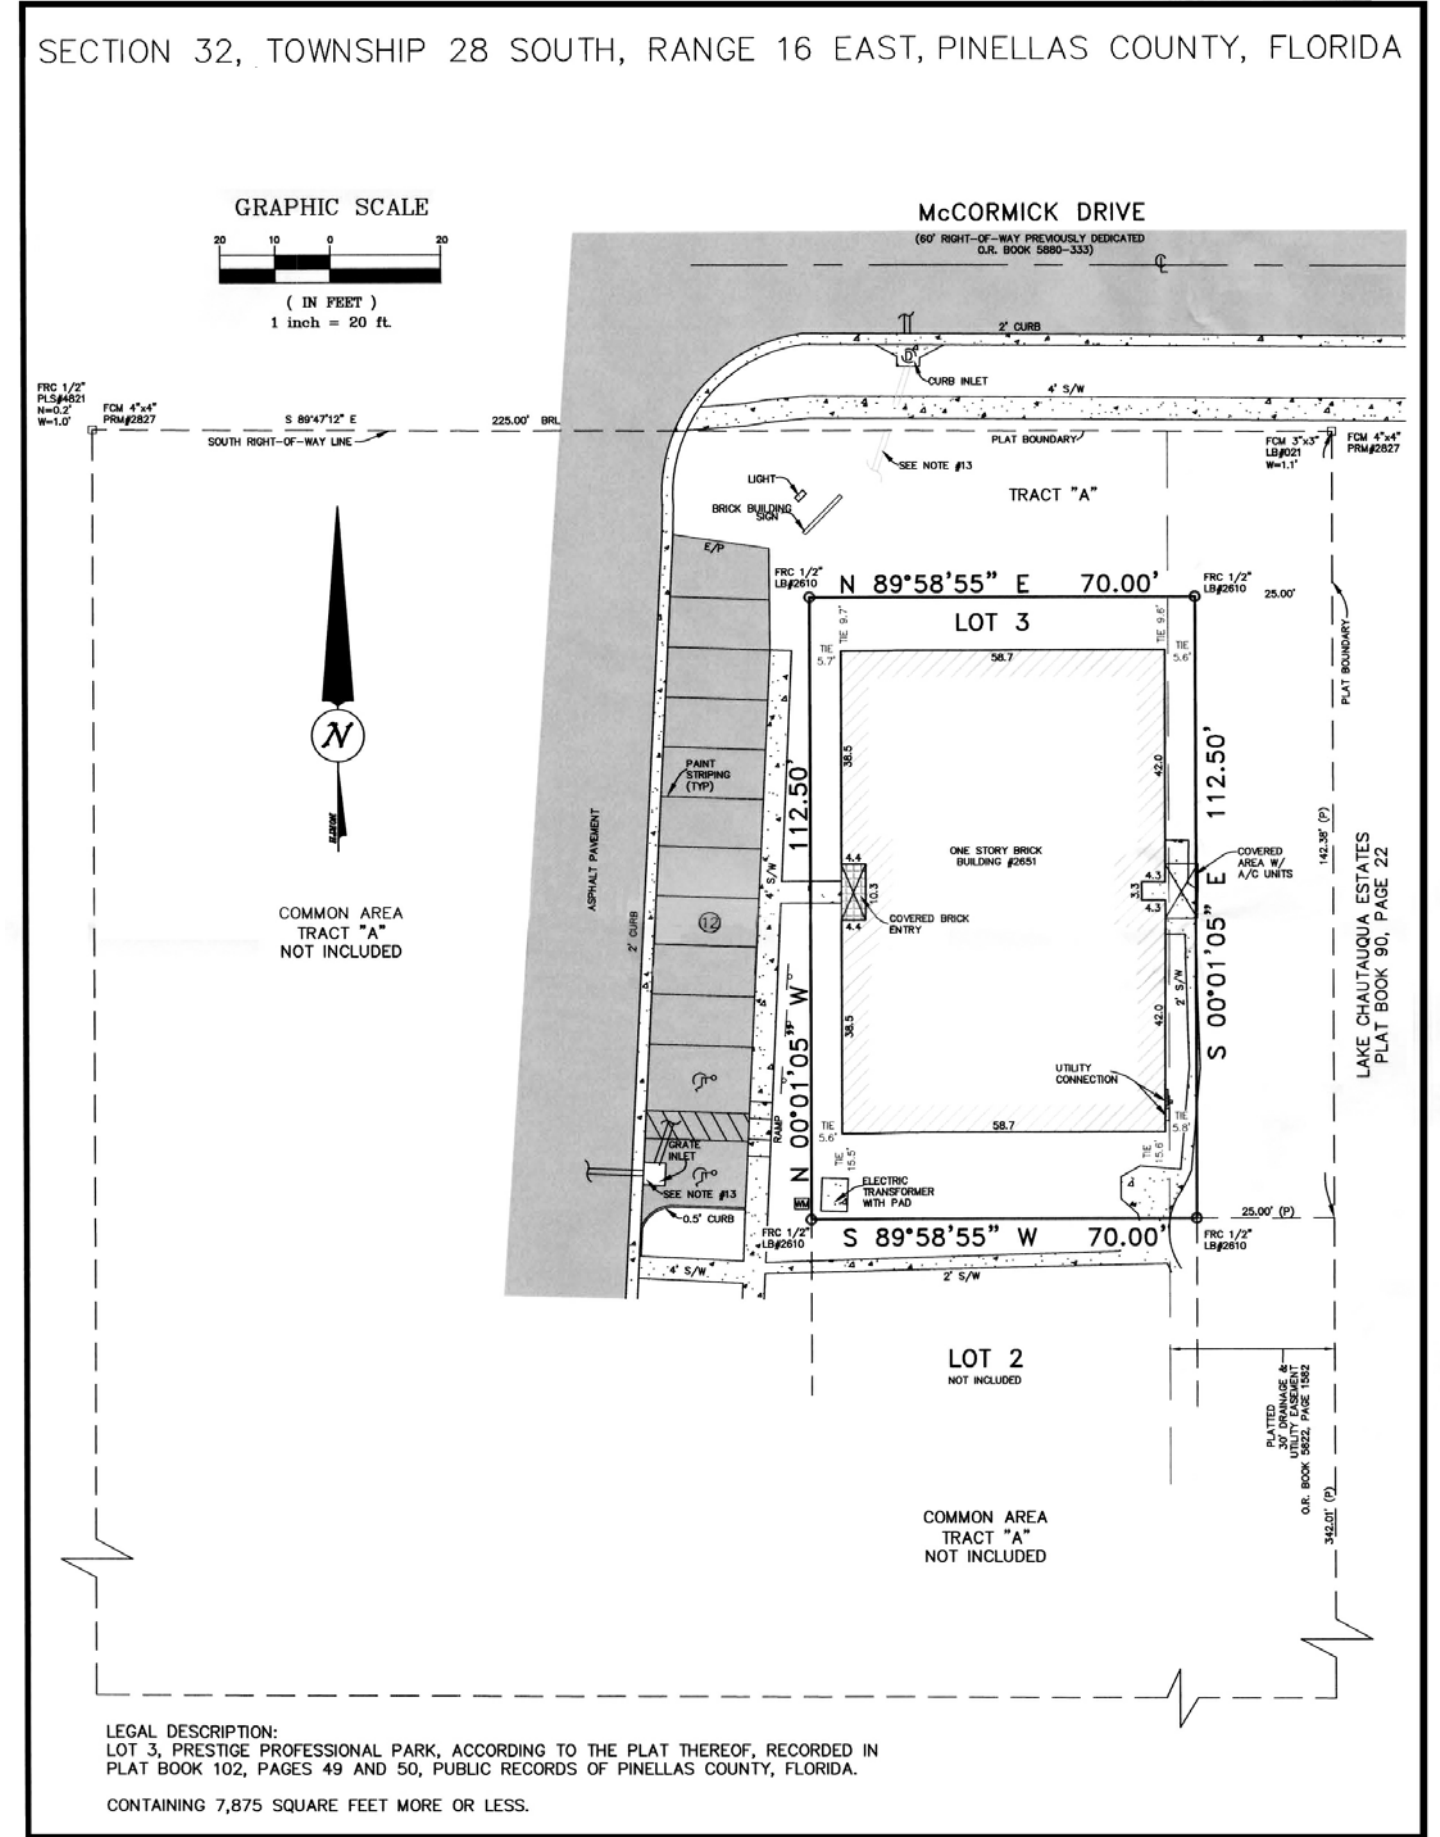 SECTION 32, TOWNSHIP 28 SOUTH, RANGE 16 EAST, PINELLAS COUNTY, FLORIDA
GRAPHIC SCALE
20 10 0 20
( IN FEET )
1 inch = 20 ft.
McCORMICK DRIVE
(60' RIGHT-OF-WAY PREVIOUSLY DEDICATED
O.R. BOOK 5880-333)
2' CURB
D
CURB INLET
4' S/W
FRC 1/2"
PLS#4821
N=0.2'
W=1.0'
FCM 4"x4"
PRM#2827
S 89°47'12" E
225.00' BRL
SOUTH RIGHT-OF-WAY LINE
PLAT BOUNDARY
FCM 3"x3"
LB#021
W=1.1'
FCM 4"x4"
PRM#2827
SEE NOTE #13
LIGHT
BRICK BUILDING
SIGN
TRACT "A"
E/P
FRC 1/2"
LB#2610
N 89°58'55" E 70.00'
FRC 1/2"
LB#2610
25.00'
LOT 3
TIE 9.7'
TIE 9.6'
TIE
5.7'
58.7
TIE
5.6'
PLAT BOUNDARY
N
38.5
42.0
PAINT
STRIPING
(TYP)
N 00°01'05" W 112.50'
S 00°01'05" E 112.50'
142.38' (P)
LAKE CHAUTAUQUA ESTATES
PLAT BOOK 90, PAGE 22
ASPHALT PAVEMENT
4' S/W
ONE STORY BRICK
BUILDING #2651
COVERED
AREA W/
A/C UNITS
4.4
10.3
4.4
4.3
3.3
4.3
COVERED BRICK
ENTRY
COMMON AREA
TRACT "A"
NOT INCLUDED
2' CURB
12
2' S/W
38.5
42.0
UTILITY
CONNECTION
RAMP
TIE
5.6'
58.7
TIE
5.8'
GRATE
INLET
TIE
15.5'
TIE
15.6'
SEE NOTE #13
ELECTRIC
TRANSFORMER
WITH PAD
WM
0.5' CURB
FRC 1/2"
LB#2610
S 89°58'55" W 70.00'
25.00' (P)
FRC 1/2"
LB#2610
4' S/W
2' S/W
LOT 2
NOT INCLUDED
PLATTED
30' DRAINAGE &
UTILITY EASEMENT
O.R. BOOK 5622, PAGE 1582
342.01' (P)
COMMON AREA
TRACT "A"
NOT INCLUDED
LEGAL DESCRIPTION:
LOT 3, PRESTIGE PROFESSIONAL PARK, ACCORDING TO THE PLAT THEREOF, RECORDED IN
PLAT BOOK 102, PAGES 49 AND 50, PUBLIC RECORDS OF PINELLAS COUNTY, FLORIDA.
CONTAINING 7,875 SQUARE FEET MORE OR LESS.